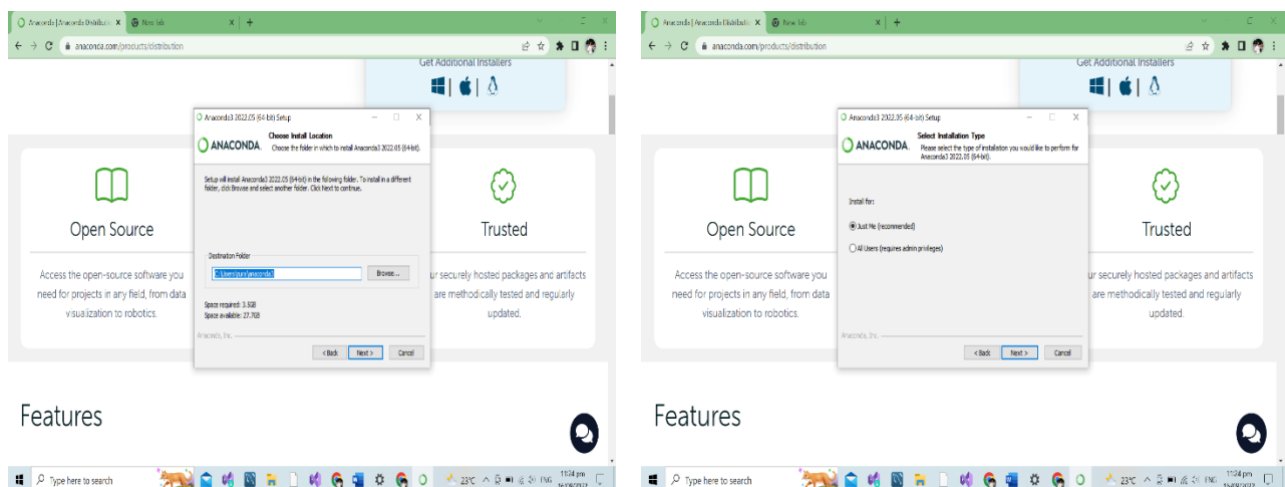 Anaconda | Anaconda Distributio
New Tab
anaconda.com/products/distribution
Get Additional Installers
Anaconda3 2022.05 (64-bit) Setup
Choose Install Location
ANACONDA.
Choose the folder in which to install Anaconda3 2022.05 (64-bit).
Setup will install Anaconda3 2022.05 (64-bit) in the following folder. To install in a different
folder, click Browse and select another folder. Click Next to continue.
Destination Folder
Browse...
Space required: 3.5GB
Space available: 27.7GB
Anaconda, Inc.
< Back
Next >
Cancel
Open Source
Access the open-source software you
need for projects in any field, from data
visualization to robotics.
Trusted
ur securely hosted packages and artifacts
are methodically tested and regularly
updated.
Features
Type here to search
23°C
ENG
11:24 pm
Anaconda | Anaconda Distributio
New Tab
anaconda.com/products/distribution
Get Additional Installers
Anaconda3 2022.05 (64-bit) Setup
Select Installation Type
ANACONDA.
Please select the type of installation you would like to perform for
Anaconda3 2022.05 (64-bit).
Install for:
Just Me (recommended)
All Users (requires admin privileges)
Anaconda, Inc.
< Back
Next >
Cancel
Open Source
Access the open-source software you
need for projects in any field, from data
visualization to robotics.
Trusted
ur securely hosted packages and artifacts
are methodically tested and regularly
updated.
Features
Type here to search
23°C
ENG
11:24 pm